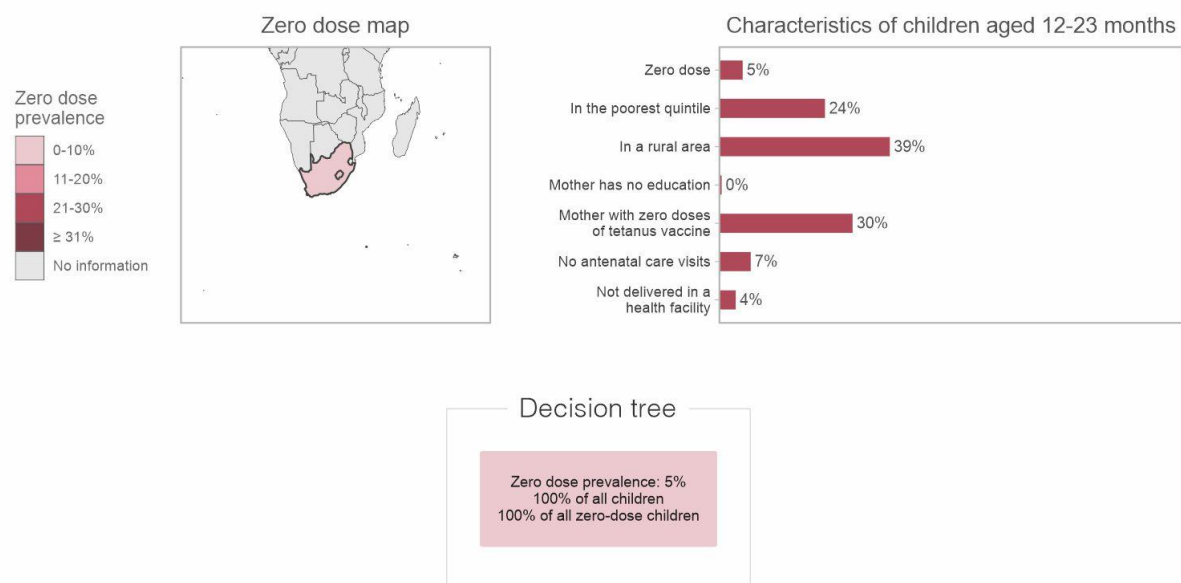 Zero dose map
Zero dose
prevalence
0-10%
11-20%
21-30%
≥ 31%
No information
Characteristics of children aged 12-23 months
Zero dose
5%
In the poorest quintile
24%
In a rural area
39%
Mother has no education
0%
Mother with zero doses
of tetanus vaccine
30%
No antenatal care visits
7%
Not delivered in a
health facility
4%
Decision tree
Zero dose prevalence: 5%
100% of all children
100% of all zero-dose children